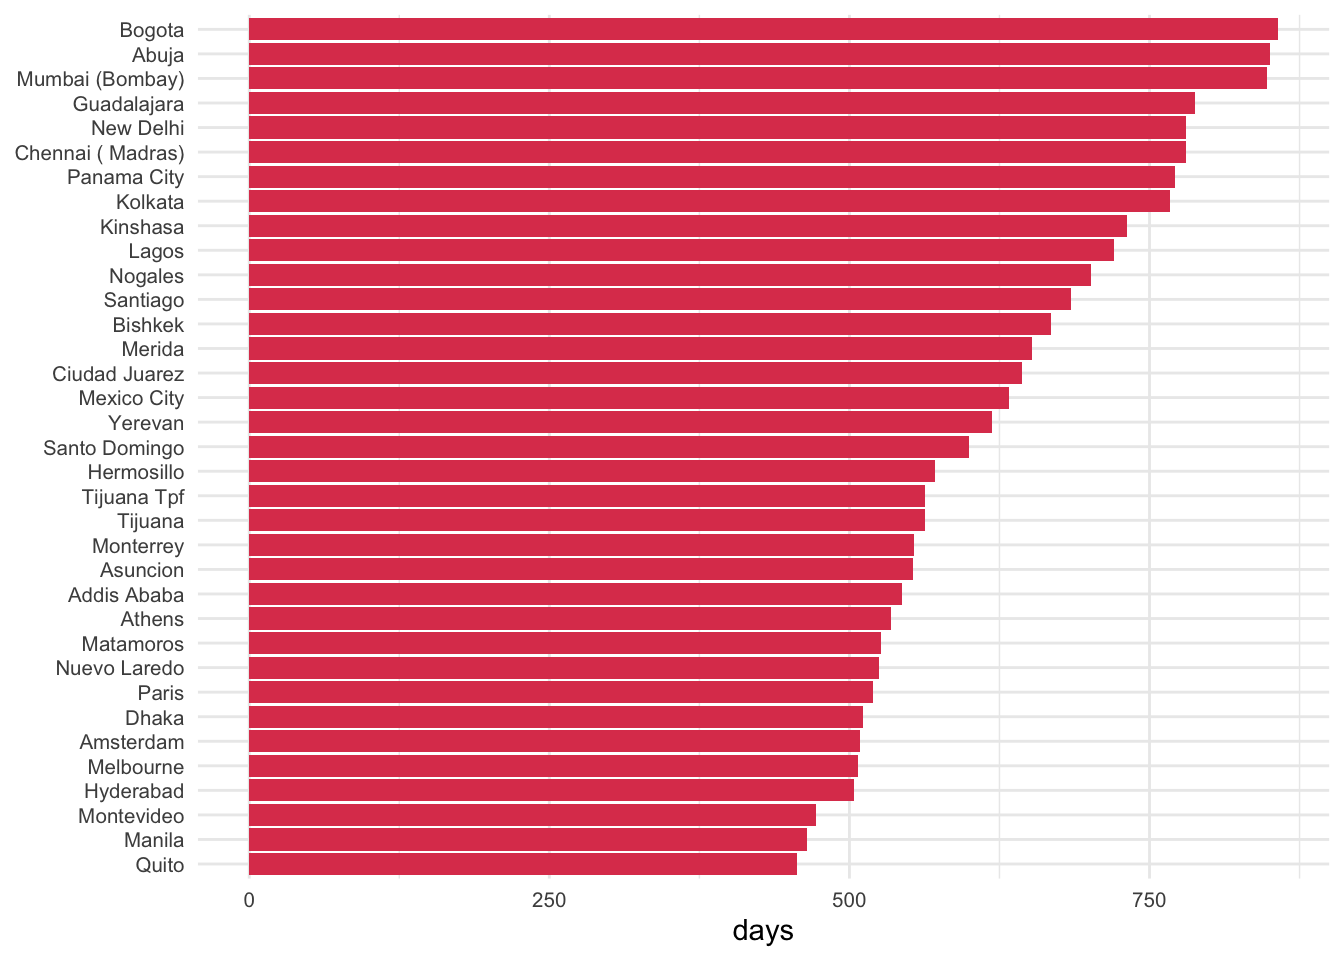 Bogota
Abuja
Mumbai (Bombay)
Guadalajara
New Delhi
Chennai ( Madras)
Panama City
Kolkata
Kinshasa
Lagos
Nogales
Santiago
Bishkek
Merida
Ciudad Juarez
Mexico City
Yerevan
Santo Domingo
Hermosillo
Tijuana Tpf
Tijuana
Monterrey
Asuncion
Addis Ababa
Athens
Matamoros
Nuevo Laredo
Paris
Dhaka
Amsterdam
Melbourne
Hyderabad
Montevideo
Manila
Quito
0 250 500 750
days